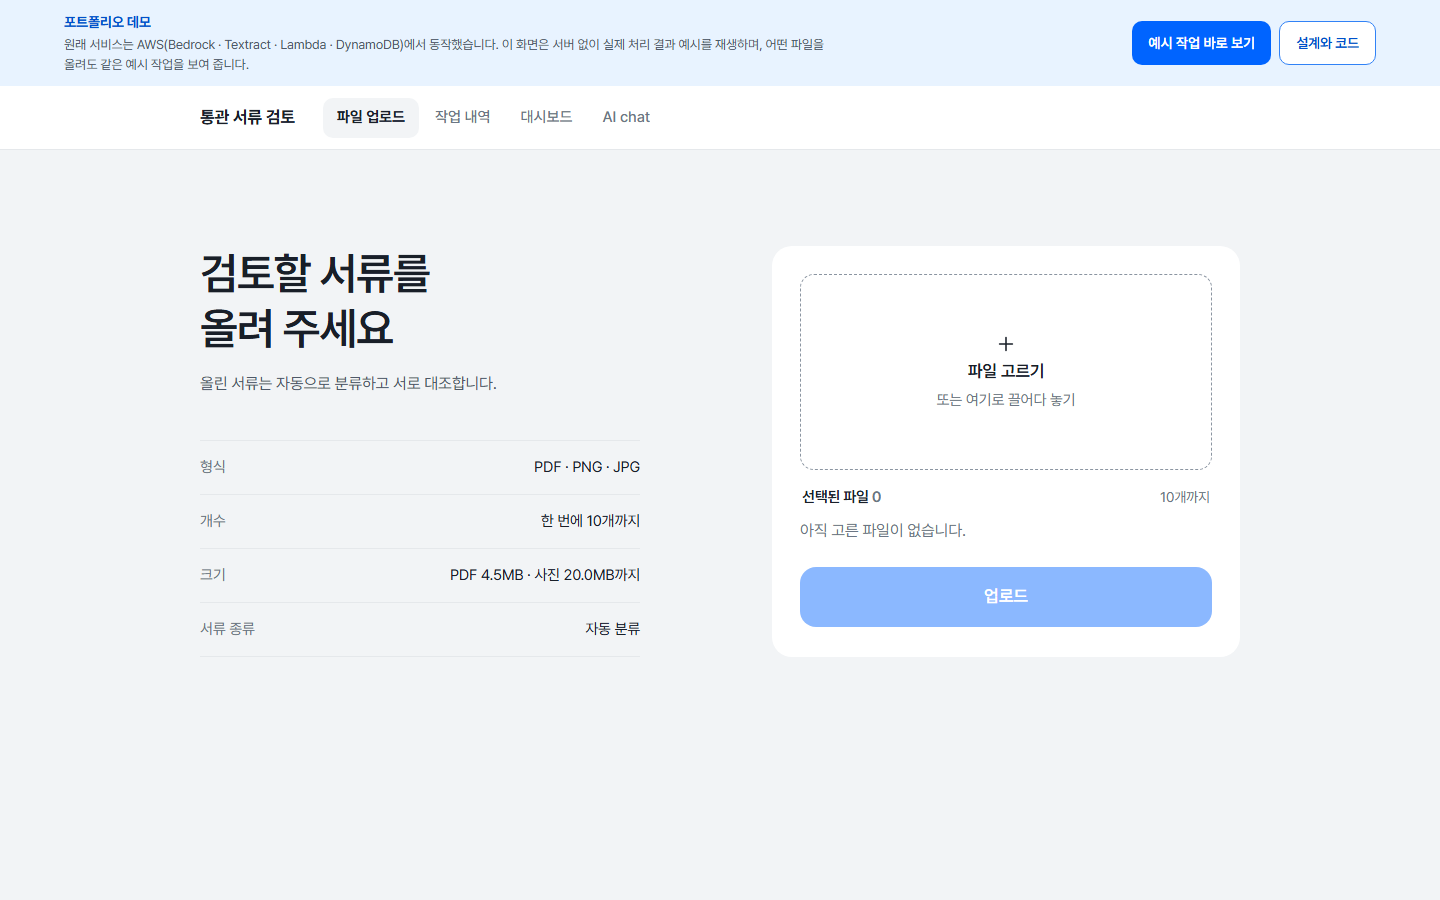 포트폴리오 데모
원래 서비스는 AWS(Bedrock · Textract · Lambda · DynamoDB)에서 동작했습니다. 이 화면은 서버 없이 실제 처리 결과 예시를 재생하며, 어떤 파일을
올려도 같은 예시 작업을 보여 줍니다.
예시 작업 바로 보기
설계와 코드
통관 서류 검토
파일 업로드
작업 내역
대시보드
AI chat
검토할 서류를
올려 주세요
올린 서류는 자동으로 분류하고 서로 대조합니다.
형식
PDF · PNG · JPG
개수
한 번에 10개까지
크기
PDF 4.5MB · 사진 20.0MB까지
서류 종류
자동 분류
파일 고르기
또는 여기로 끌어다 놓기
선택된 파일 0
10개까지
아직 고른 파일이 없습니다.
업로드